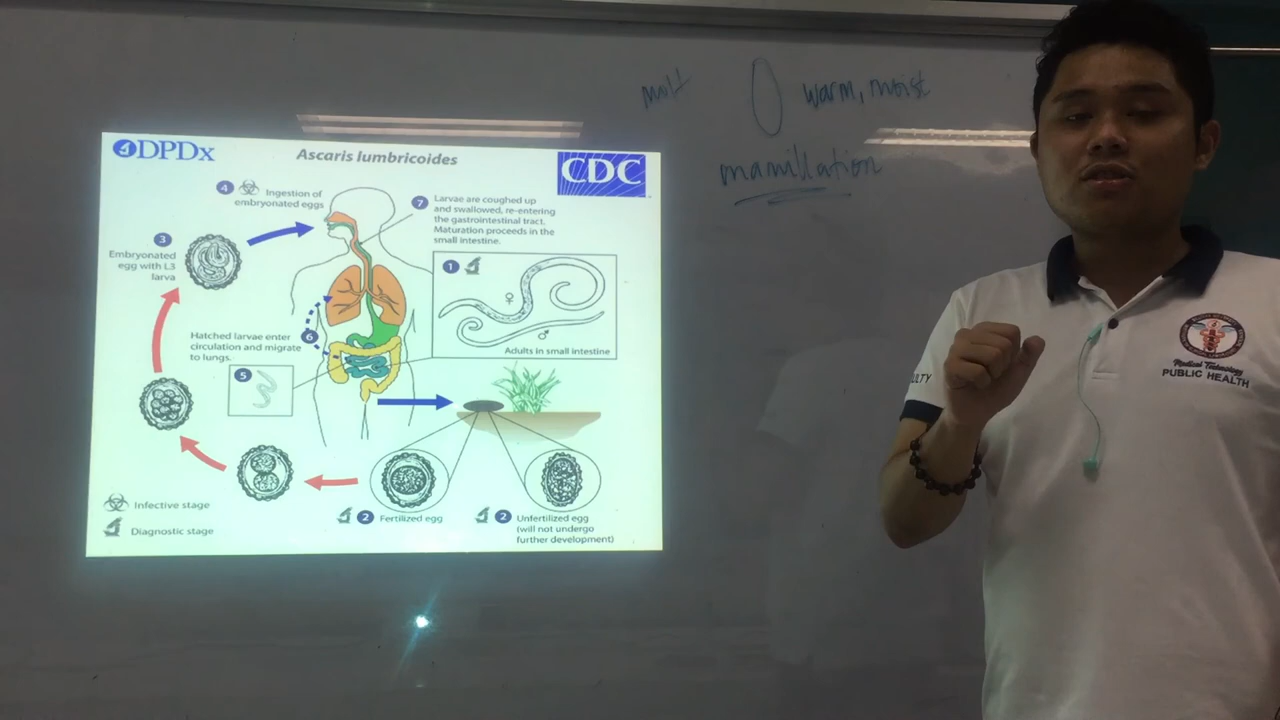 molt
warm, moist
mamillation
DPDx
Ascaris lumbricoides
CDC
4
Ingestion of
embryonated eggs
7
Larvae are coughed up
and swallowed, re-entering
the gastrointestinal tract.
Maturation proceeds in the
small intestine.
3
Embryonated
egg with L3
larva
1
♀
♂
Adults in small intestine
Hatched larvae enter
circulation and migrate
to lungs.
6
5
2 Fertilized egg
2 Unfertilized egg
(will not undergo
further development)
Infective stage
Diagnostic stage
ULTY
Medical Technology
PUBLIC HEALTH